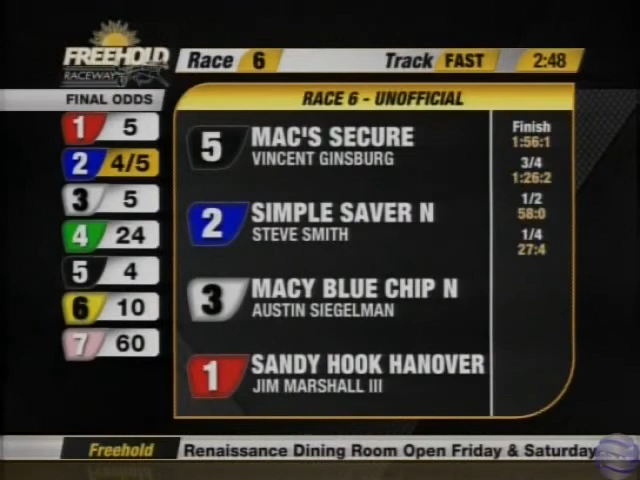 FREEHOLD
RACEWAY
Race 6
Track FAST
2:48
FINAL ODDS
1 5
2 4/5
3 5
4 24
5 4
6 10
7 60
RACE 6 - UNOFFICIAL
5 MAC'S SECURE
VINCENT GINSBURG
2 SIMPLE SAVER N
STEVE SMITH
3 MACY BLUE CHIP N
AUSTIN SIEGELMAN
1 SANDY HOOK HANOVER
JIM MARSHALL III
Finish
1:56:1
3/4
1:26:2
1/2
58:0
1/4
27:4
Freehold
Renaissance Dining Room Open Friday & Saturday